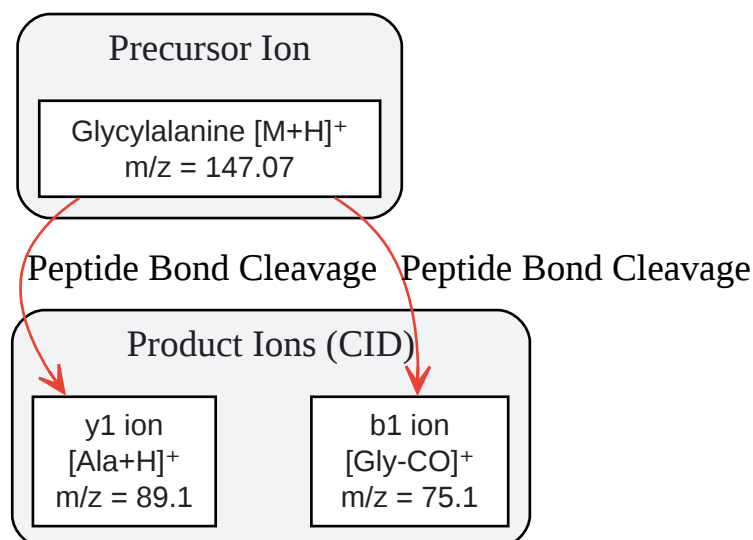 Precursor Ion
Glycylalanine [M+H]⁺
m/z = 147.07
Peptide Bond Cleavage
Peptide Bond Cleavage
Product Ions (CID)
y1 ion
[Ala+H]⁺
m/z = 89.1
b1 ion
[Gly-CO]⁺
m/z = 75.1